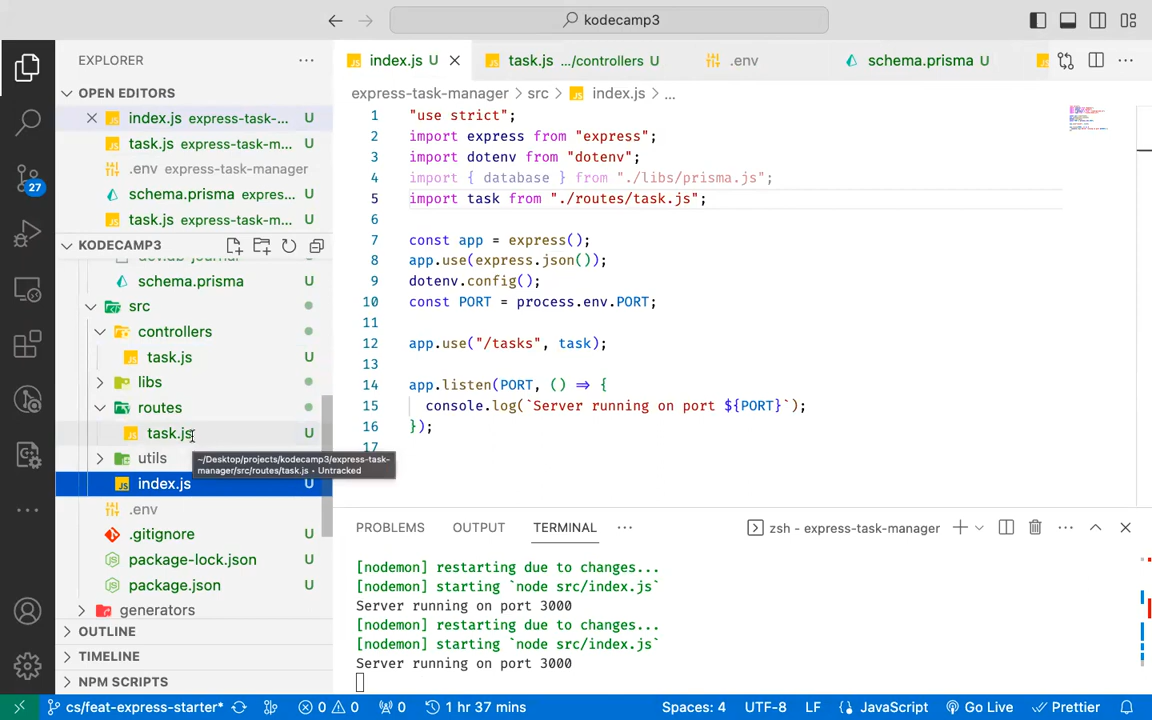 kodecamp3
EXPLORER
OPEN EDITORS
index.js express-task-...
U
task.js express-task-m...
U
.env express-task-manager
schema.prisma expres...
U
task.js express-task-m...
U
KODECAMP3
schema.prisma
U
src
controllers
task.js
U
libs
routes
task.js
U
utils
~/Desktop/projects/kodecamp3/express-task-
manager/src/routes/task.js • Untracked
index.js
U
.env
.gitignore
U
package-lock.json
U
package.json
U
generators
OUTLINE
TIMELINE
NPM SCRIPTS
27
index.js U
task.js .../controllers U
.env
schema.prisma U
express-task-manager > src > index.js > ...
1 "use strict";
2 import express from "express";
3 import dotenv from "dotenv";
4 import { database } from "./libs/prisma.js";
5 import task from "./routes/task.js";
6
7 const app = express();
8 app.use(express.json());
9 dotenv.config();
10 const PORT = process.env.PORT;
11
12 app.use("/tasks", task);
13
14 app.listen(PORT, () => {
15 console.log(`Server running on port ${PORT}`);
16 });
17
PROBLEMS OUTPUT TERMINAL
zsh - express-task-manager
[nodemon] restarting due to changes...
[nodemon] starting `node src/index.js`
Server running on port 3000
[nodemon] restarting due to changes...
[nodemon] starting `node src/index.js`
Server running on port 3000
cs/feat-express-starter* 0 0 0 1 hr 37 mins Spaces: 4 UTF-8 LF JavaScript Go Live Prettier